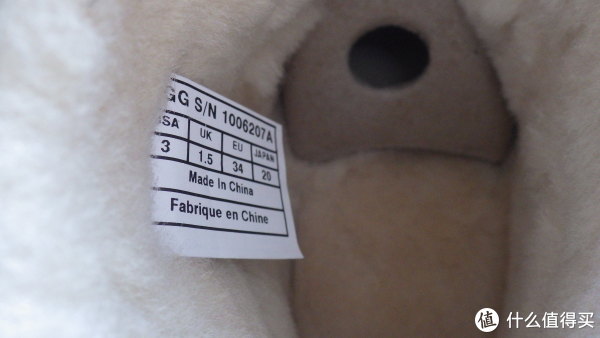 GG S/N 1006207A
SA UK EU JAPAN
3 1.5 34 20
Made In China
Fabrique en Chine
值 什么值得买